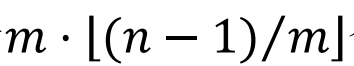 m · ⌊(n − 1)/m⌋